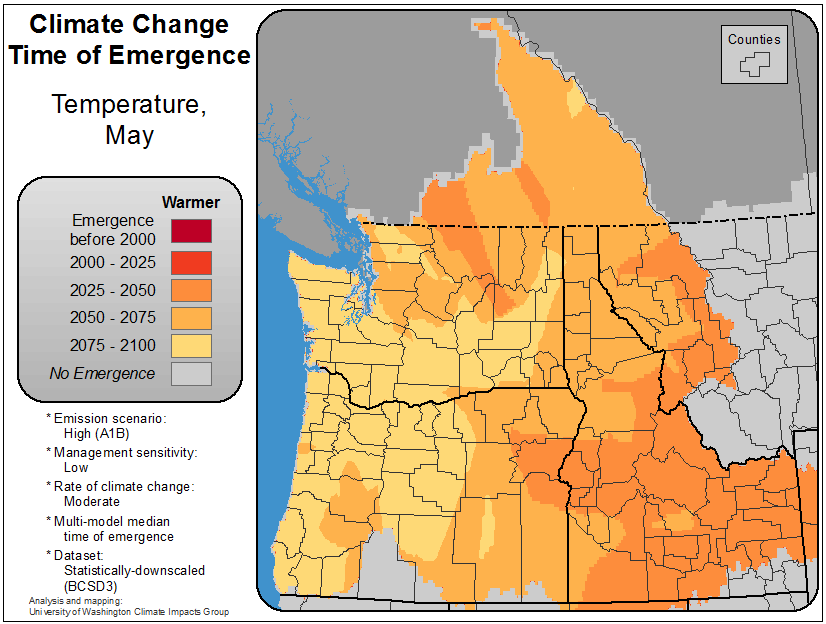 Climate Change
Time of Emergence
Temperature,
May
Warmer
Emergence
before 2000
2000 - 2025
2025 - 2050
2050 - 2075
2075 - 2100
No Emergence
* Emission scenario:
High (A1B)
* Management sensitivity:
Low
* Rate of climate change:
Moderate
* Multi-model median
time of emergence
* Dataset:
Statistically-downscaled
(BCSD3)
Analysis and mapping:
University of Washington Climate Impacts Group
Counties